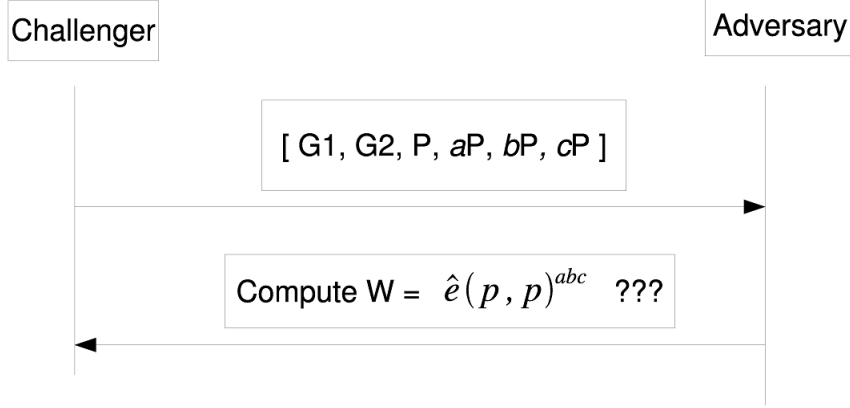 Challenger
Adversary
[ G1, G2, P, aP, bP, cP ]
Compute W = ê(p,p)^abc ???